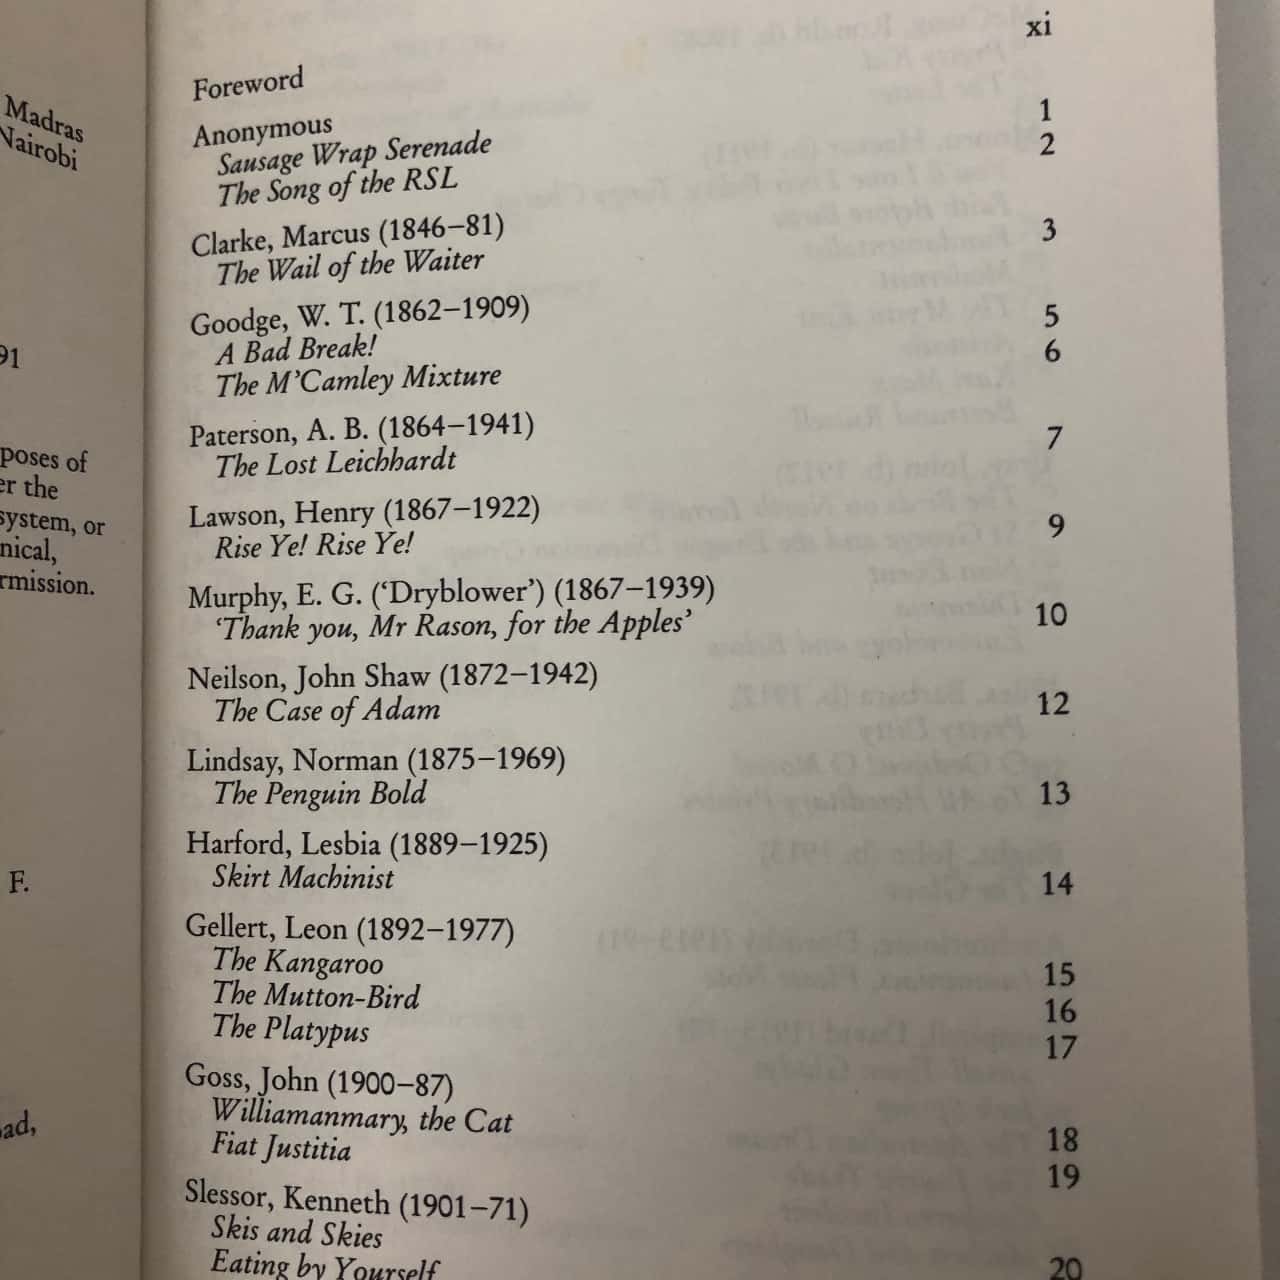 Madras
Nairobi
91
poses of
er the
system, or
nical,
rmission.
F.
oad,
xi
Foreword
Anonymous
Sausage Wrap Serenade 1
The Song of the RSL 2
Clarke, Marcus (1846–81)
The Wail of the Waiter 3
Goodge, W. T. (1862–1909)
A Bad Break! 5
The M'Camley Mixture 6
Paterson, A. B. (1864–1941)
The Lost Leichhardt 7
Lawson, Henry (1867–1922)
Rise Ye! Rise Ye! 9
Murphy, E. G. (‘Dryblower’) (1867–1939)
‘Thank you, Mr Rason, for the Apples’ 10
Neilson, John Shaw (1872–1942)
The Case of Adam 12
Lindsay, Norman (1875–1969)
The Penguin Bold 13
Harford, Lesbia (1889–1925)
Skirt Machinist 14
Gellert, Leon (1892–1977)
The Kangaroo 15
The Mutton-Bird 16
The Platypus 17
Goss, John (1900–87)
Williamanmary, the Cat 18
Fiat Justitia 19
Slessor, Kenneth (1901–71)
Skis and Skies 20
Eating by Yourself